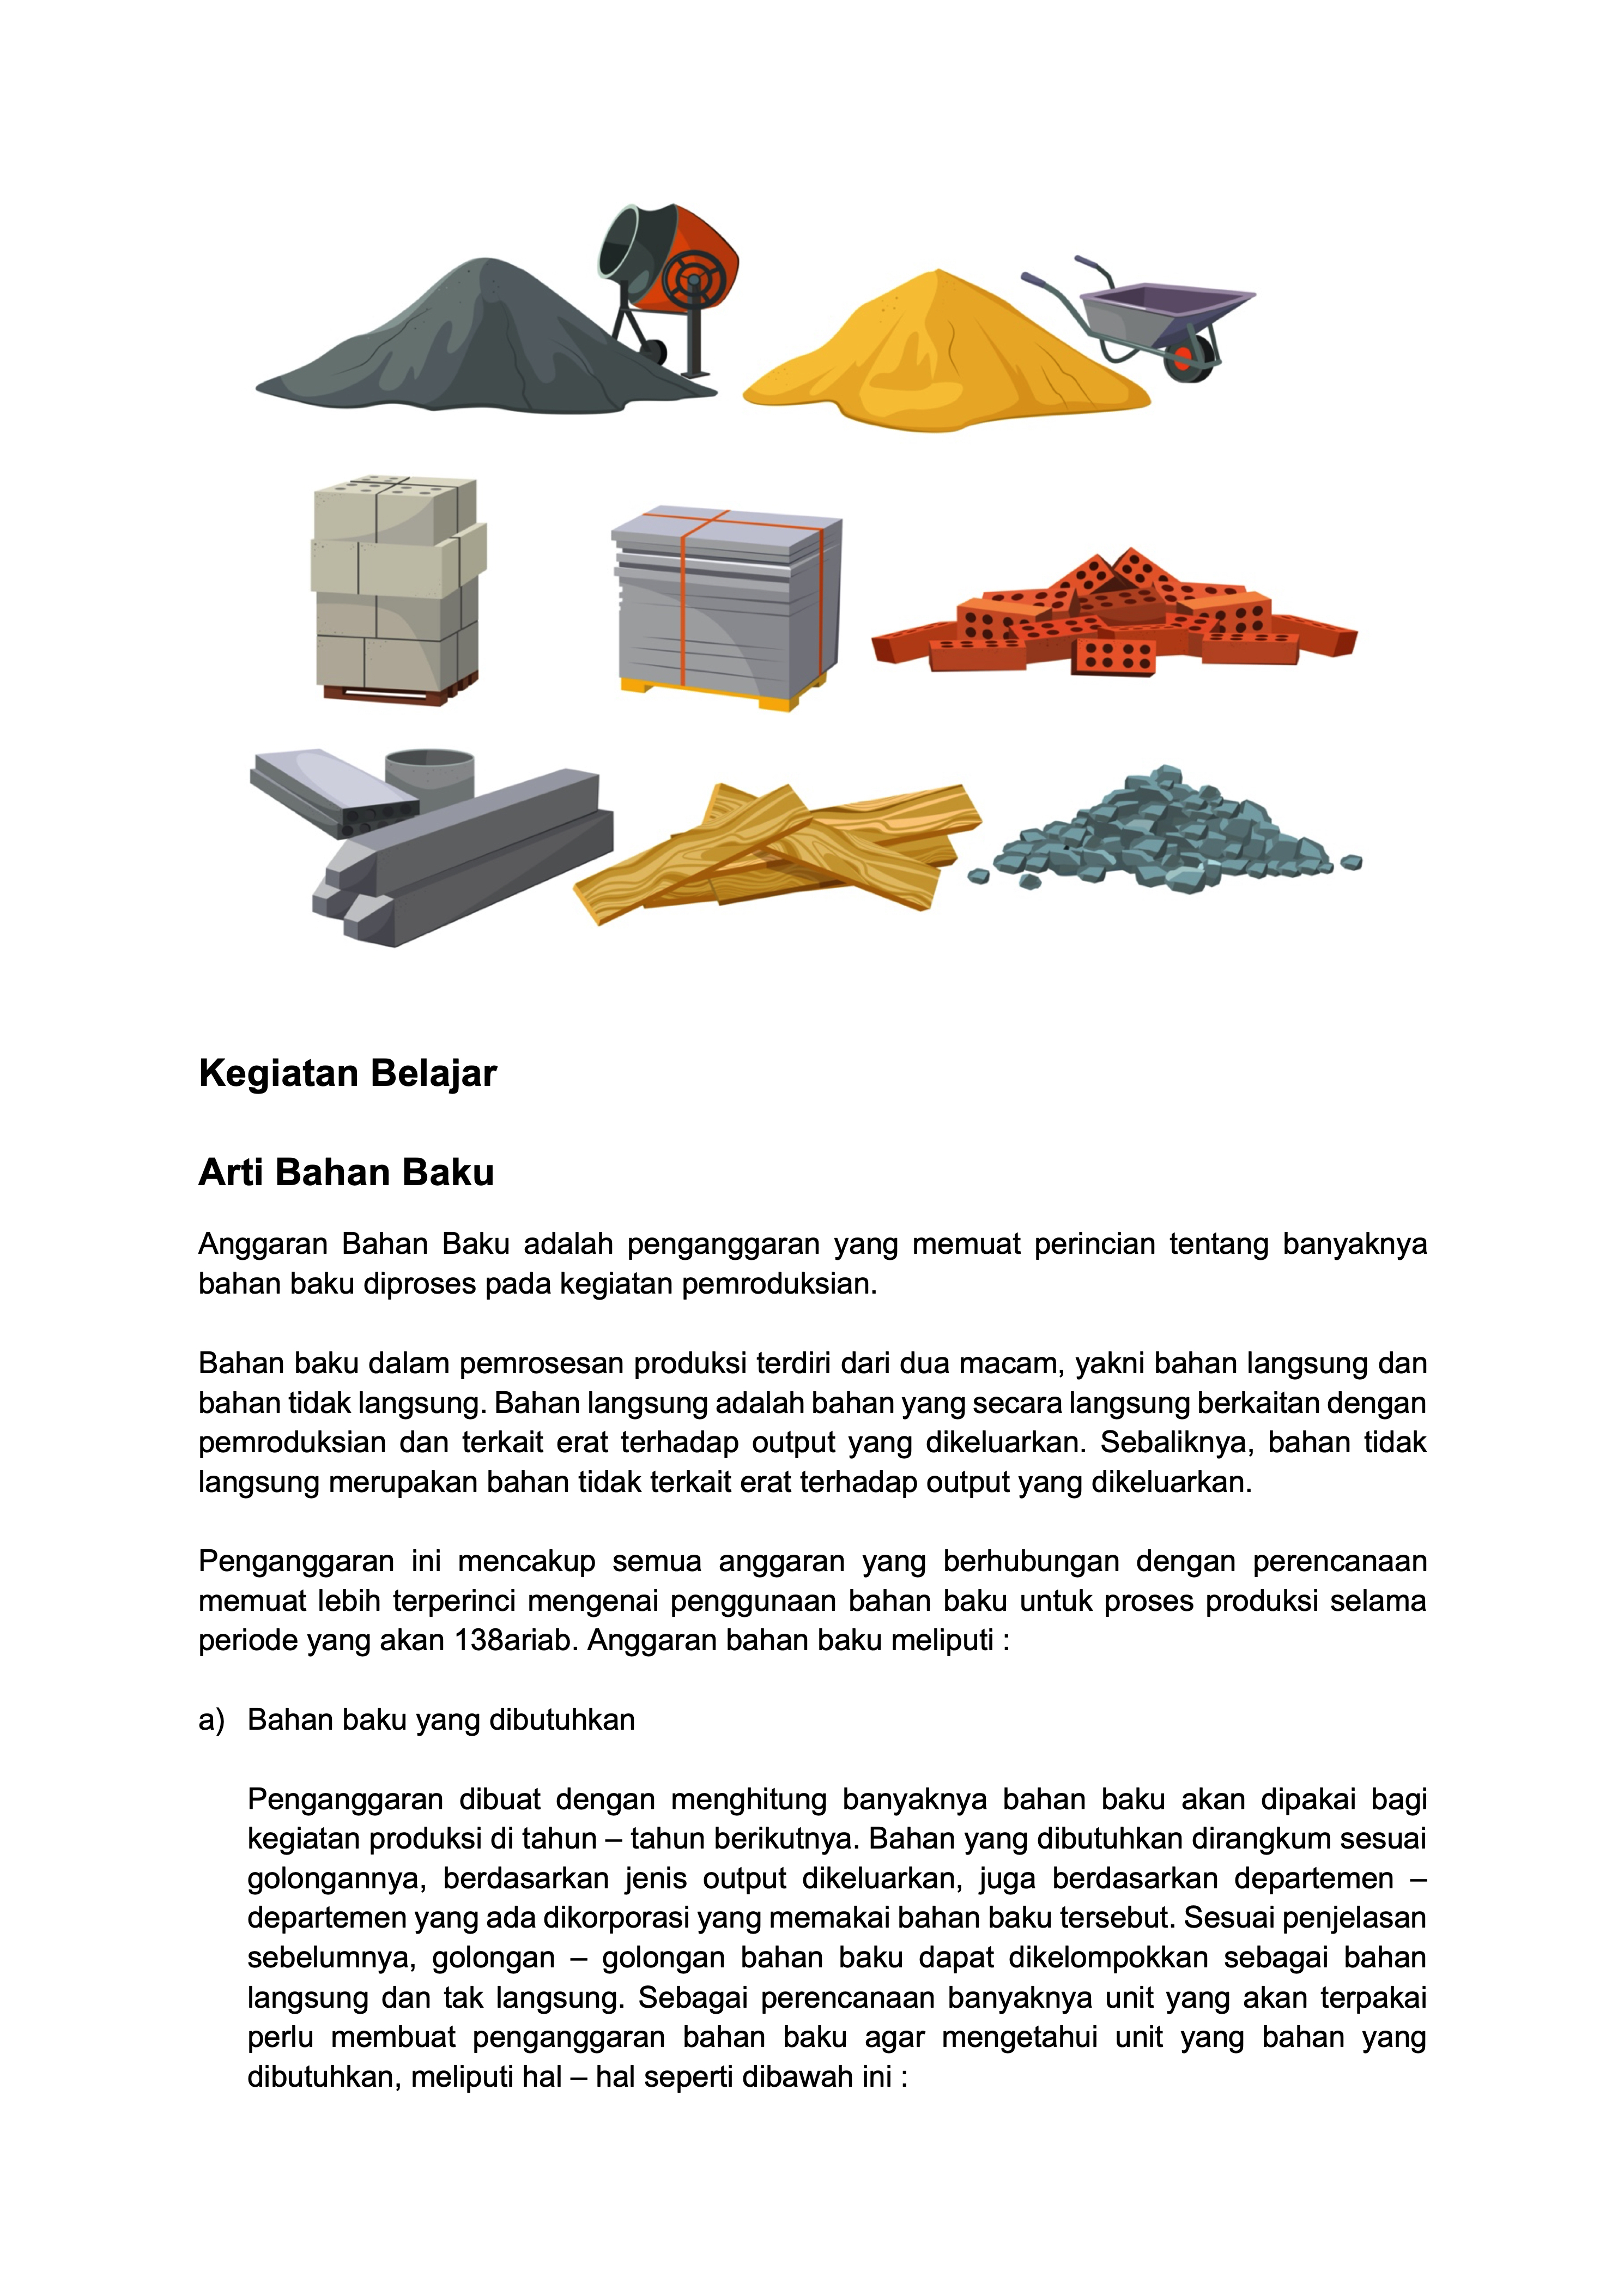 Kegiatan Belajar
Arti Bahan Baku
Anggaran Bahan Baku adalah penganggaran yang memuat perincian tentang banyaknya
bahan baku diproses pada kegiatan pemroduksian.
Bahan baku dalam pemrosesan produksi terdiri dari dua macam, yakni bahan langsung dan
bahan tidak langsung. Bahan langsung adalah bahan yang secara langsung berkaitan dengan
pemroduksian dan terkait erat terhadap output yang dikeluarkan. Sebaliknya, bahan tidak
langsung merupakan bahan tidak terkait erat terhadap output yang dikeluarkan.
Penganggaran ini mencakup semua anggaran yang berhubungan dengan perencanaan
memuat lebih terperinci mengenai penggunaan bahan baku untuk proses produksi selama
periode yang akan 138ariab. Anggaran bahan baku meliputi :
a) Bahan baku yang dibutuhkan
Penganggaran dibuat dengan menghitung banyaknya bahan baku akan dipakai bagi
kegiatan produksi di tahun – tahun berikutnya. Bahan yang dibutuhkan dirangkum sesuai
golongannya, berdasarkan jenis output dikeluarkan, juga berdasarkan departemen –
departemen yang ada dikorporasi yang memakai bahan baku tersebut. Sesuai penjelasan
sebelumnya, golongan – golongan bahan baku dapat dikelompokkan sebagai bahan
langsung dan tak langsung. Sebagai perencanaan banyaknya unit yang akan terpakai
perlu membuat penganggaran bahan baku agar mengetahui unit yang bahan yang
dibutuhkan, meliputi hal – hal seperti dibawah ini :